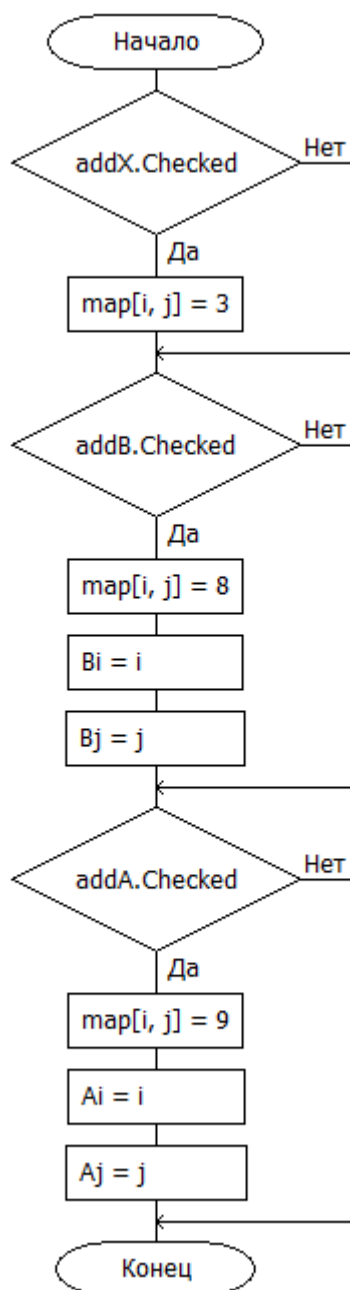 Начало
addX.Checked
Нет
Да
map[i, j] = 3
addB.Checked
Нет
Да
map[i, j] = 8
Bi = i
Bj = j
addA.Checked
Нет
Да
map[i, j] = 9
Ai = i
Aj = j
Конец